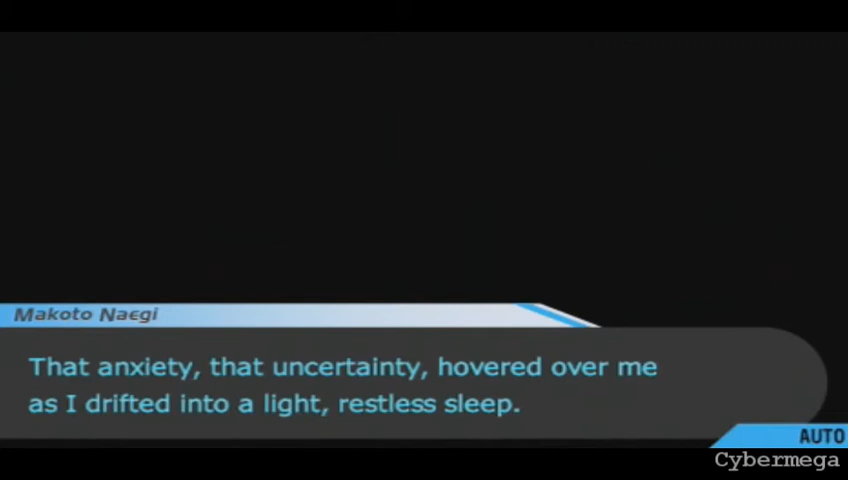 Makoto Naegi
That anxiety, that uncertainty, hovered over me
as I drifted into a light, restless sleep.
AUTO
Cybermega